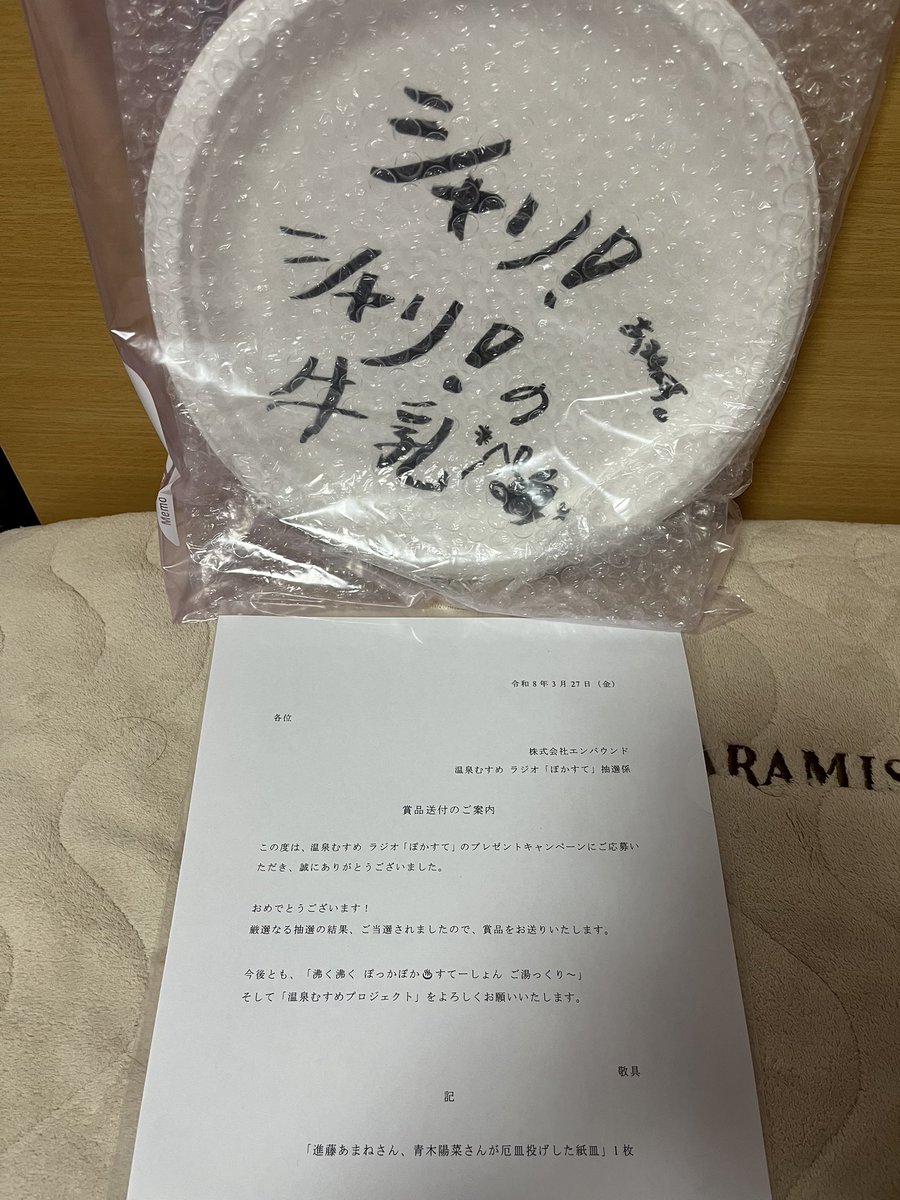 シャリ!
シャリ!の
牛乳
Memo
令和8年3月27日（金）
各位
株式会社エンバウンド
温泉むすめ ラジオ「ぽかすて」抽選係
賞品送付のご案内
この度は、温泉むすめ ラジオ「ぽかすて」のプレゼントキャンペーンにご応募い
ただき、誠にありがとうございました。
おめでとうございます！
厳選なる抽選の結果、ご当選されましたので、賞品をお送りいたします。
今後とも、「沸く沸く ぽっかぽか♨すてーしょん ご湯っくり～」
そして「温泉むすめプロジェクト」をよろしくお願いいたします。
敬具
記
「進藤あまねさん、青木陽菜さんが厄皿投げした紙皿」1枚